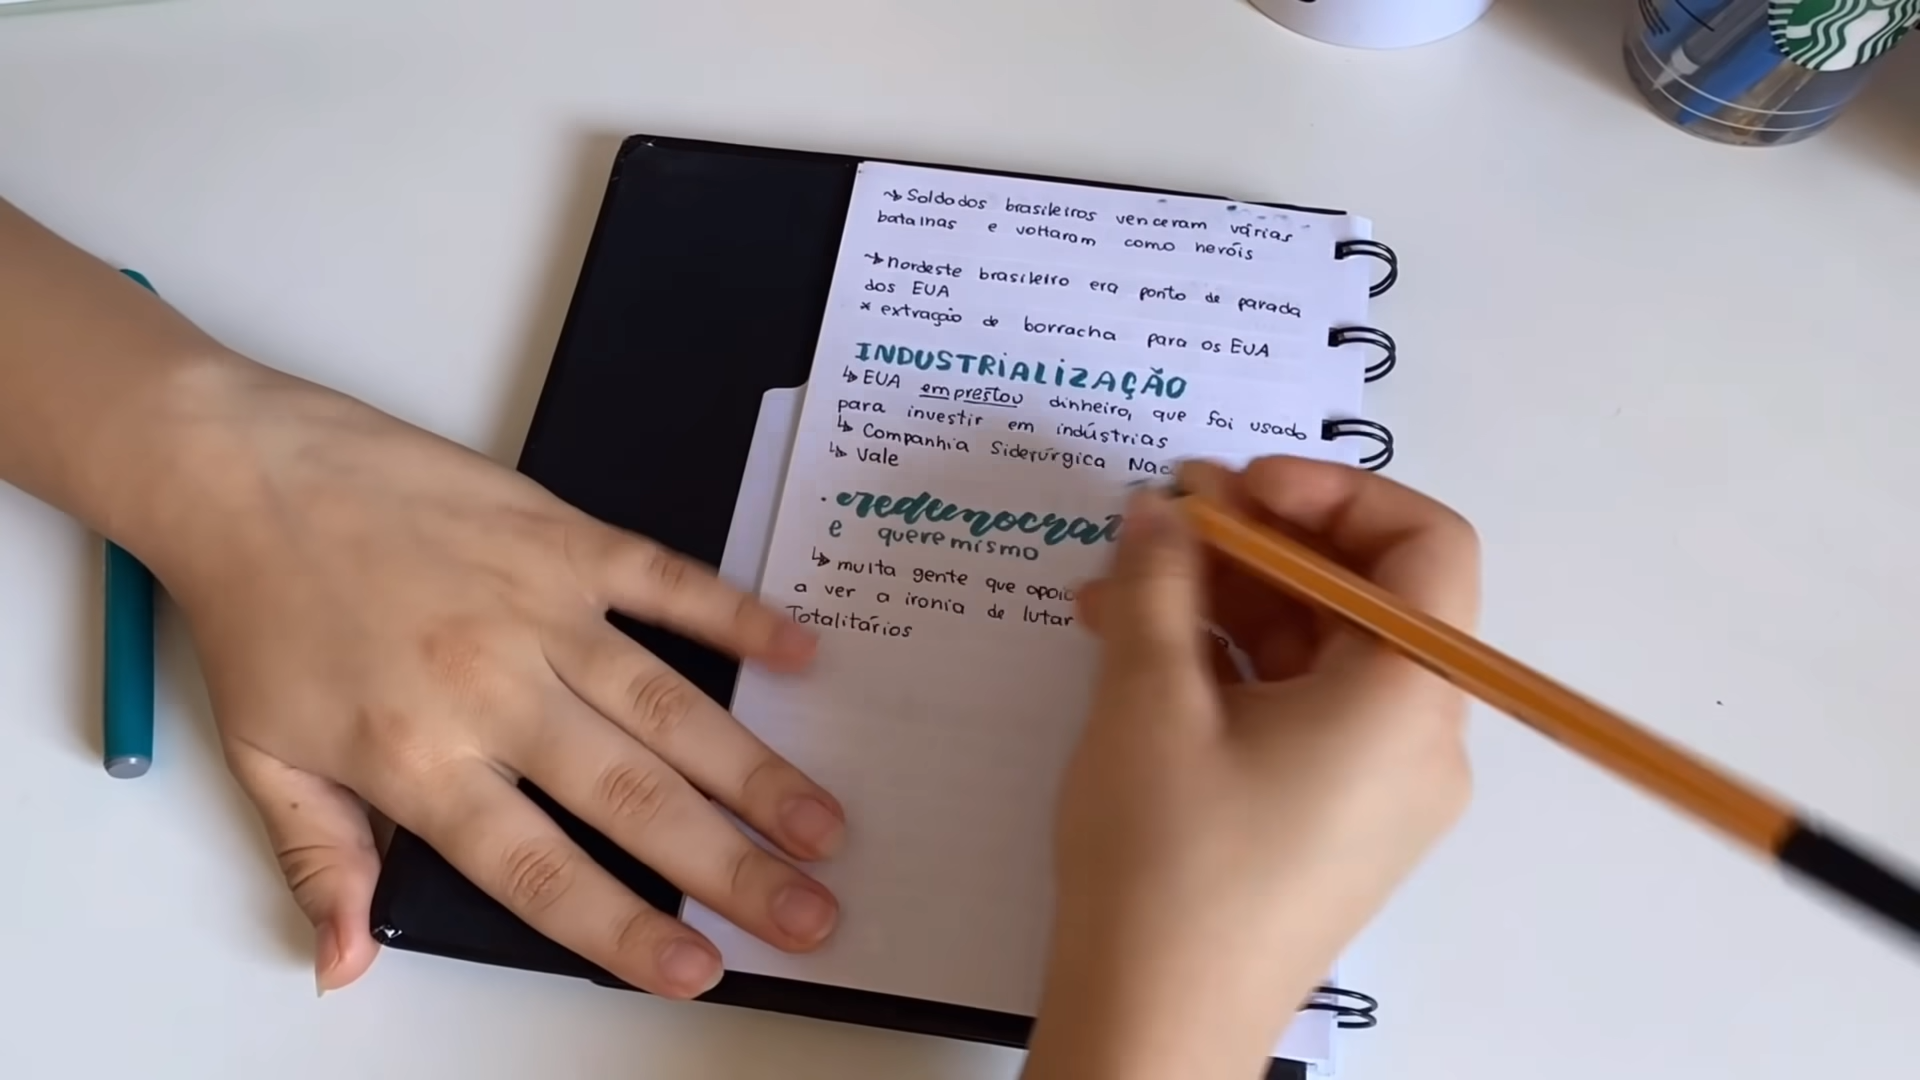 ↝ Soldados brasileiros venceram várias
batalhas e voltaram como heróis
↝ nordeste brasileiro era ponto de parada
dos EUA
* extração de borracha para os EUA
INDUSTRIALIZAÇÃO
↳ EUA emprestou dinheiro, que foi usado
para investir em indústrias
↳ Companhia Siderúrgica Nac
↳ Vale
· redemocrat
e queremismo
↳ muita gente que apoio
a ver a ironia de lutar
Totalitários